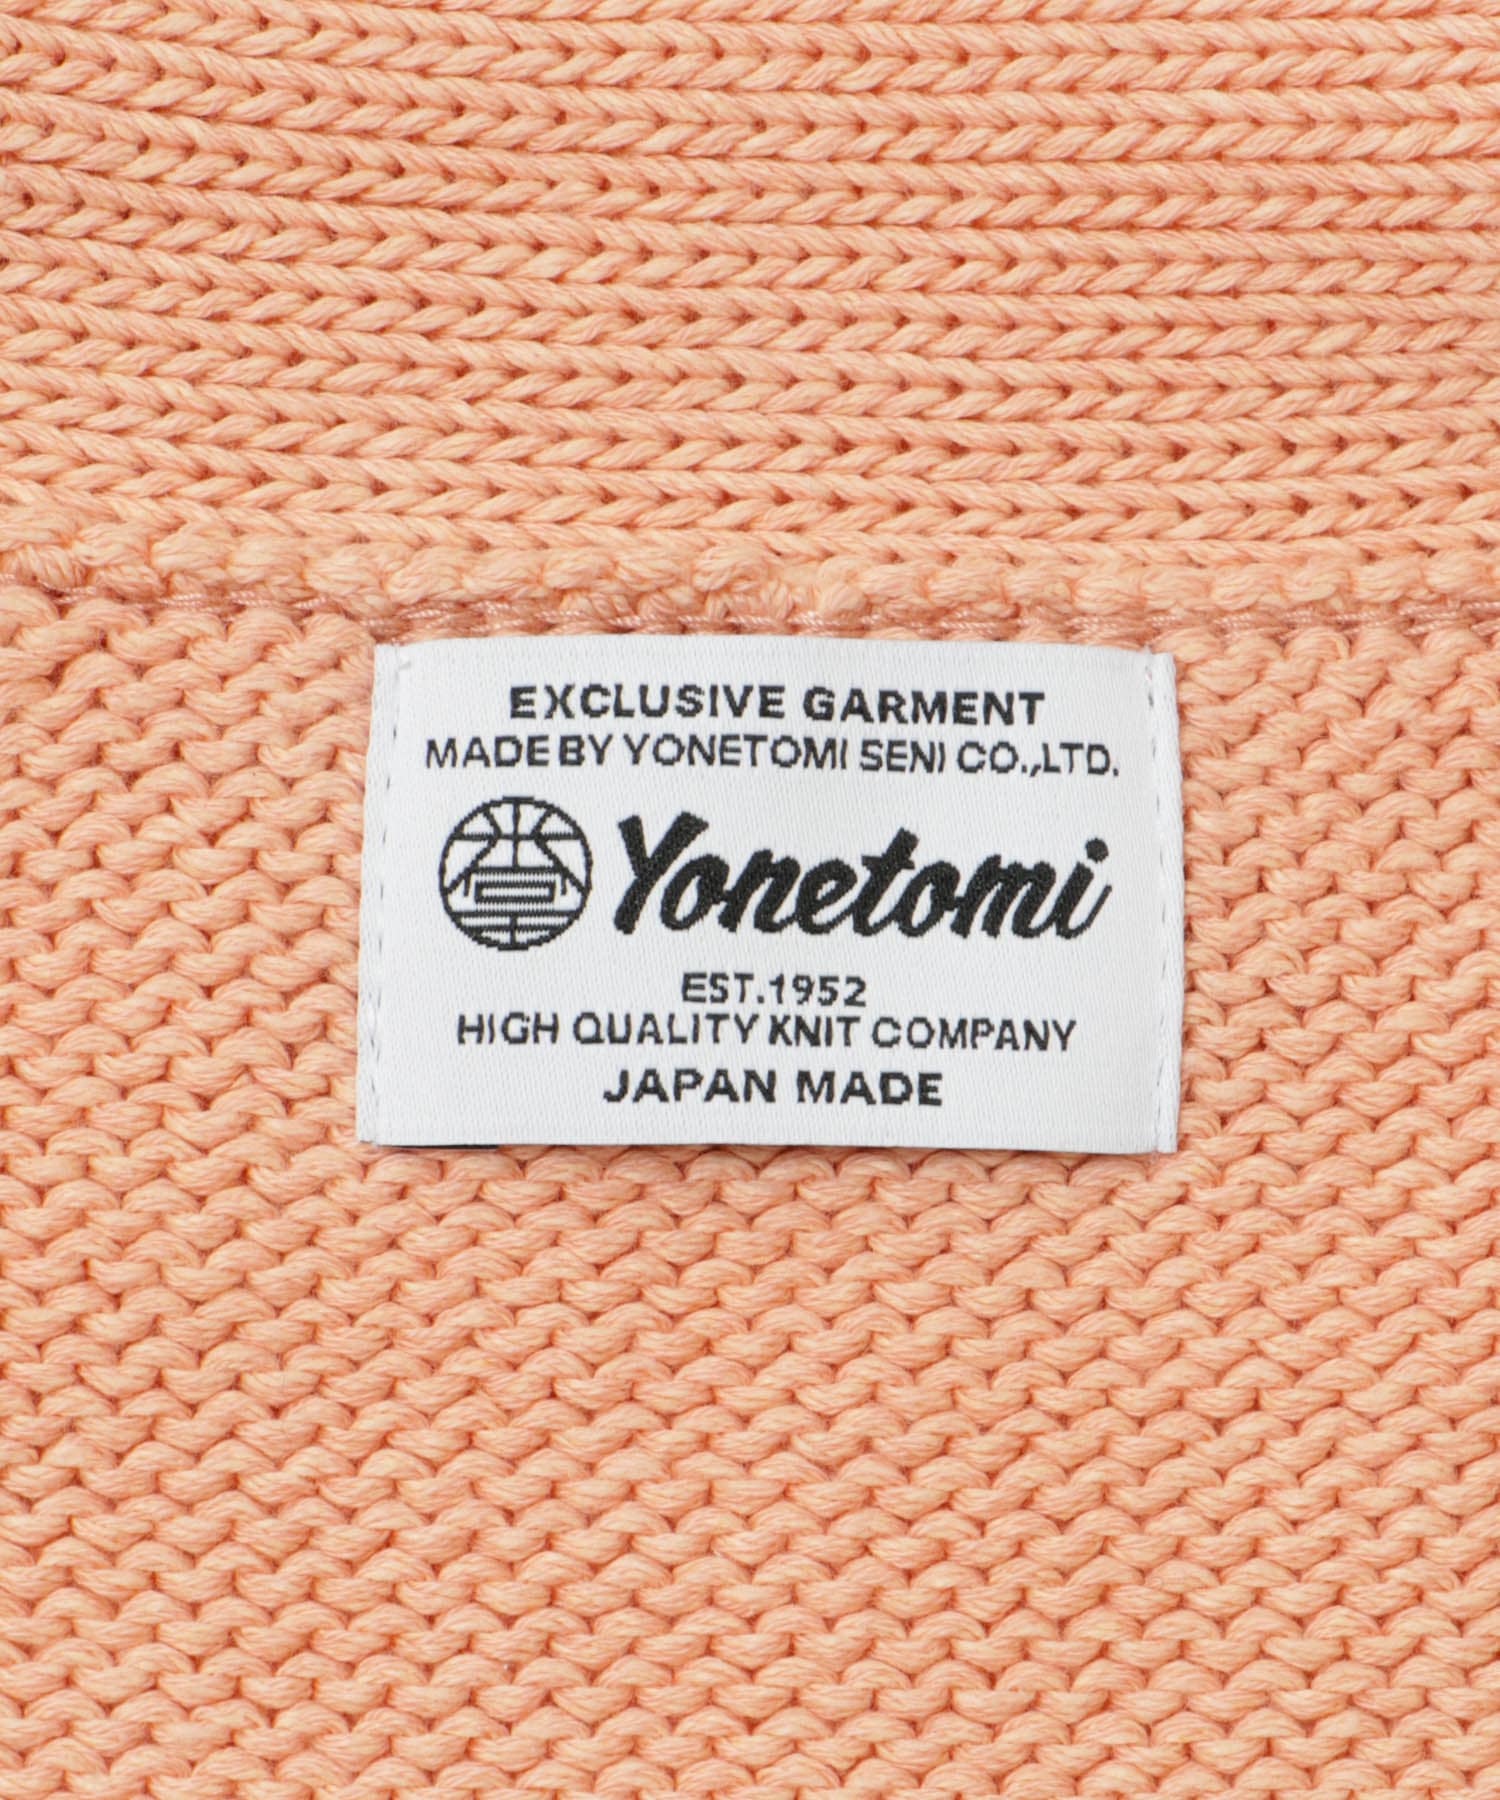 EXCLUSIVE GARMENT
MADE BY YONETOMI SENI CO.,LTD.
Yonetomi
EST.1952
HIGH QUALITY KNIT COMPANY
JAPAN MADE